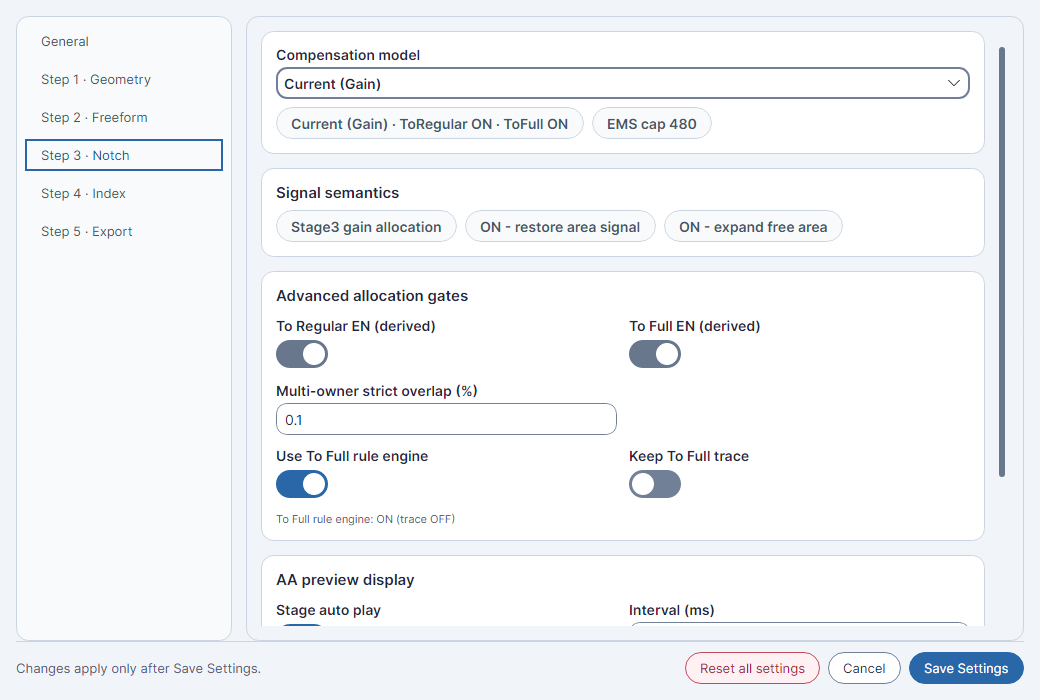 General
Step 1 · Geometry
Step 2 · Freeform
Step 3 · Notch
Step 4 · Index
Step 5 · Export
Compensation model
Current (Gain)
Current (Gain) · ToRegular ON · ToFull ON
EMS cap 480
Signal semantics
Stage3 gain allocation
ON - restore area signal
ON - expand free area
Advanced allocation gates
To Regular EN (derived)
To Full EN (derived)
Multi-owner strict overlap (%)
0.1
Use To Full rule engine
Keep To Full trace
To Full rule engine: ON (trace OFF)
AA preview display
Stage auto play
Interval (ms)
Changes apply only after Save Settings.
Reset all settings
Cancel
Save Settings